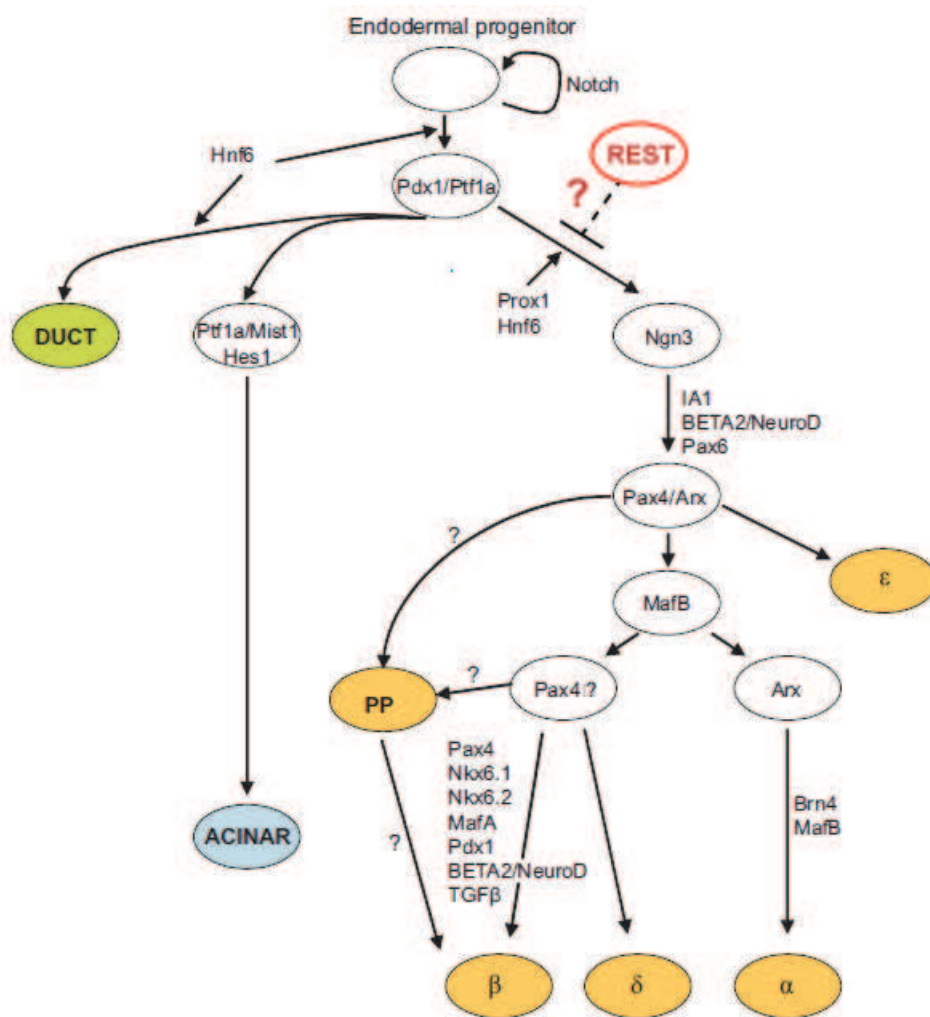 Endodermal progenitor
Notch
Hnf6
REST
?
Pdx1/Ptf1a
Prox1
Hnf6
DUCT
Ptf1a/Mist1
Hes1
Ngn3
IA1
BETA2/NeuroD
Pax6
Pax4/Arx
?
ε
MafB
?
PP
Pax4 ?
Arx
Pax4
Nkx6.1
Nkx6.2
MafA
Pdx1
BETA2/NeuroD
TGFβ
?
Brn4
MafB
ACINAR
β
δ
α